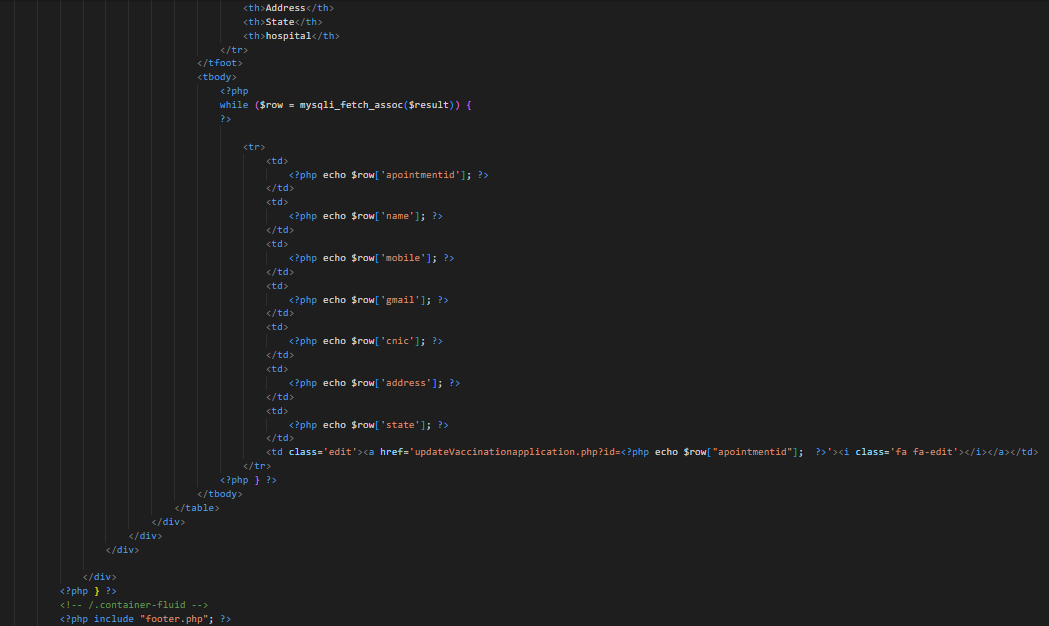 <th>Address</th>
<th>State</th>
<th>hospital</th>
</tr>
</tfoot>
<tbody>
<?php
while ($row = mysqli_fetch_assoc($result)) {
?>
<tr>
<td>
<?php echo $row['apointmentid']; ?>
</td>
<td>
<?php echo $row['name']; ?>
</td>
<td>
<?php echo $row['mobile']; ?>
</td>
<td>
<?php echo $row['gmail']; ?>
</td>
<td>
<?php echo $row['cnic']; ?>
</td>
<td>
<?php echo $row['address']; ?>
</td>
<td>
<?php echo $row['state']; ?>
</td>
<td class='edit'><a href='updateVaccinationapplication.php?id=<?php echo $row["apointmentid"];  ?>'><i class='fa fa-edit'></i></a></td>
</tr>
<?php } ?>
</tbody>
</table>
</div>
</div>
</div>
</div>
<?php } ?>
<!-- /.container-fluid -->
<?php include "footer.php"; ?>